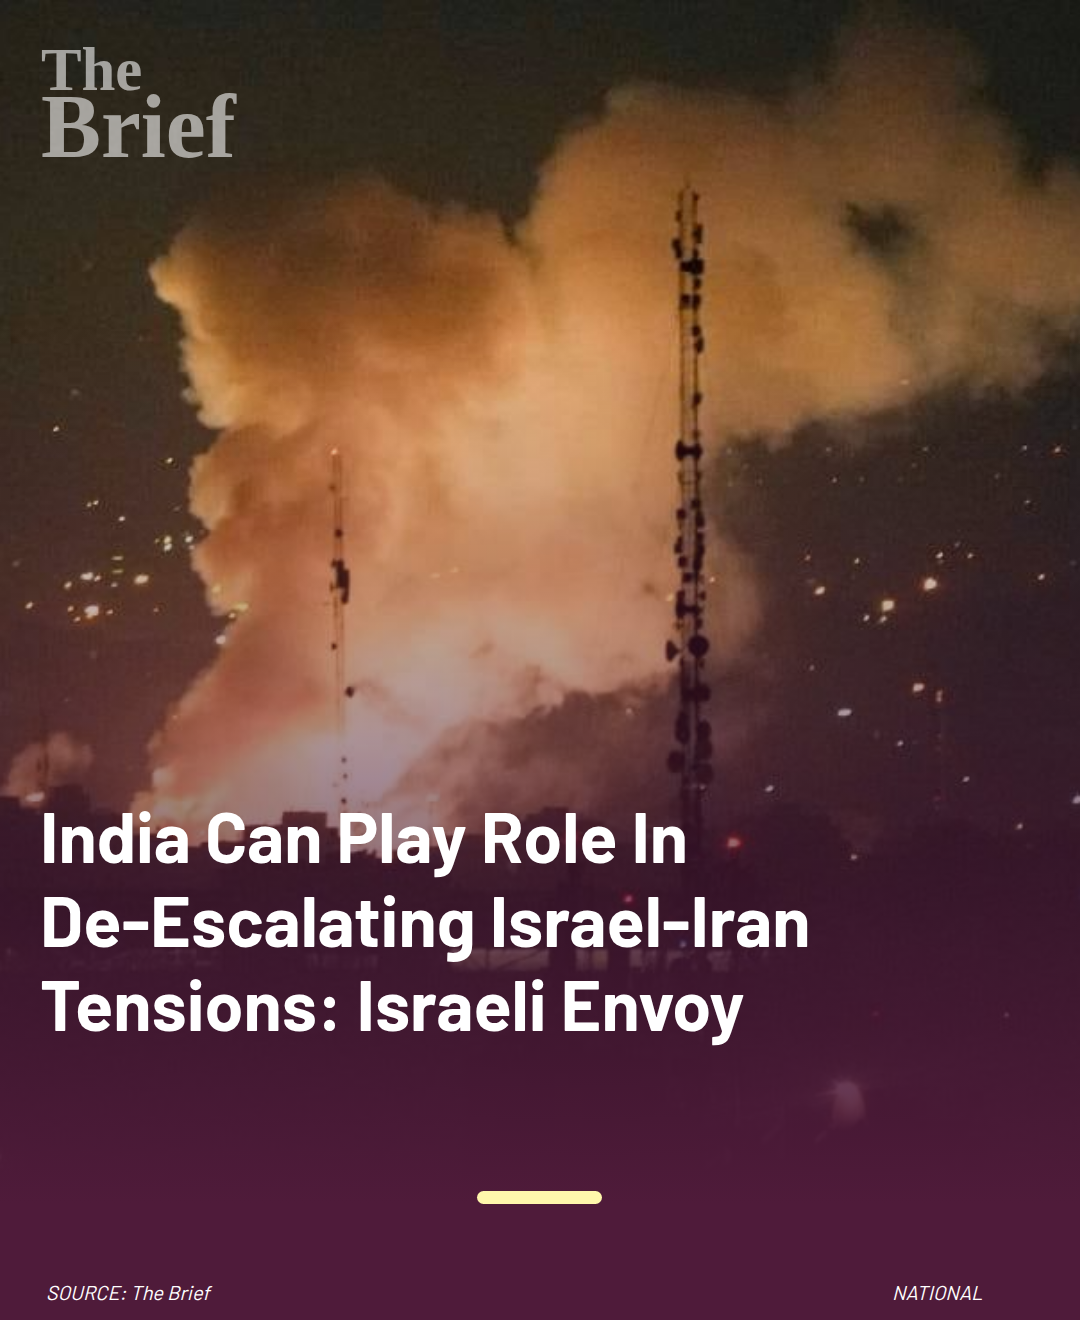 The
Brief
India Can Play Role In
De-Escalating Israel-Iran
Tensions: Israeli Envoy
SOURCE: The Brief
NATIONAL